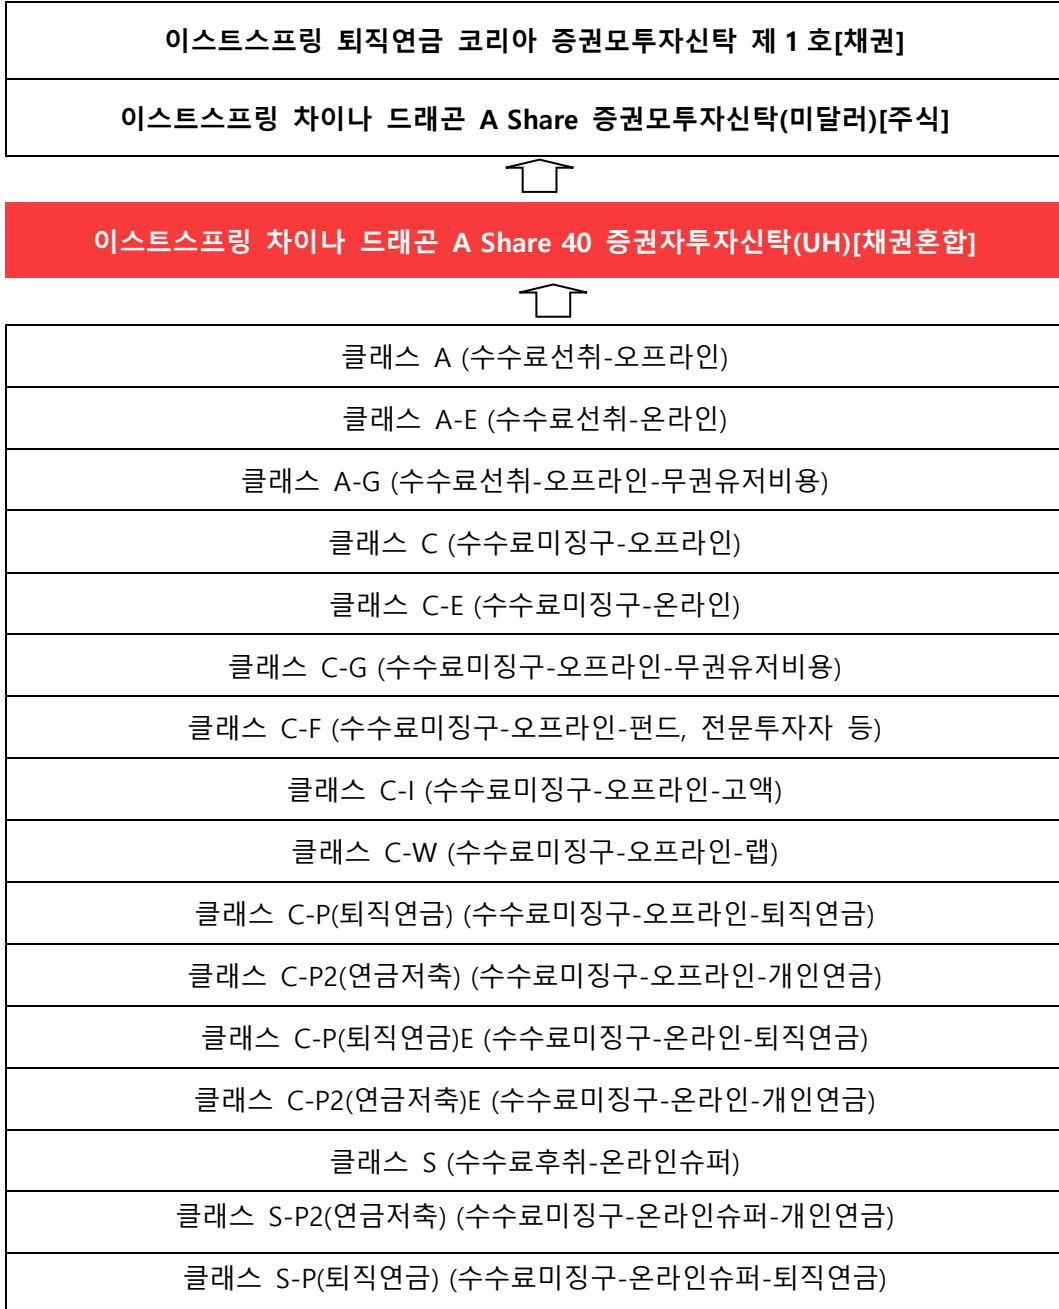 이스트스프링 퇴직연금 코리아 증권모투자신탁 제 1 호[채권]
이스트스프링 차이나 드래곤 A Share 증권모투자신탁(미달러)[주식]
이스트스프링 차이나 드래곤 A Share 40 증권자투자신탁(UH)[채권혼합]
클래스 A (수수료선취-오프라인)
클래스 A-E (수수료선취-온라인)
클래스 A-G (수수료선취-오프라인-무권유저비용)
클래스 C (수수료미징구-오프라인)
클래스 C-E (수수료미징구-온라인)
클래스 C-G (수수료미징구-오프라인-무권유저비용)
클래스 C-F (수수료미징구-오프라인-펀드, 전문투자자 등)
클래스 C-I (수수료미징구-오프라인-고액)
클래스 C-W (수수료미징구-오프라인-랩)
클래스 C-P(퇴직연금) (수수료미징구-오프라인-퇴직연금)
클래스 C-P2(연금저축) (수수료미징구-오프라인-개인연금)
클래스 C-P(퇴직연금)E (수수료미징구-온라인-퇴직연금)
클래스 C-P2(연금저축)E (수수료미징구-온라인-개인연금)
클래스 S (수수료후취-온라인슈퍼)
클래스 S-P2(연금저축) (수수료미징구-온라인슈퍼-개인연금)
클래스 S-P(퇴직연금) (수수료미징구-온라인슈퍼-퇴직연금)